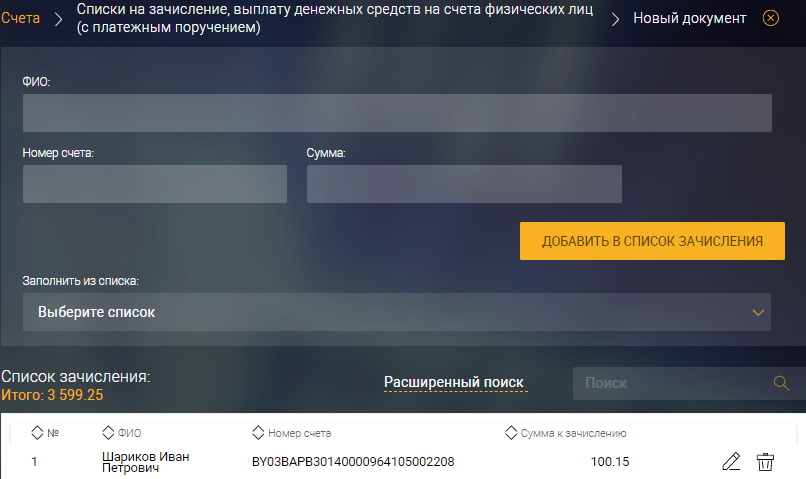 Счета
Списки на зачисление, выплату денежных средств на счета физических лиц
(с платежным поручением)
Новый документ
ФИО:
Номер счета:
Сумма:
ДОБАВИТЬ В СПИСОК ЗАЧИСЛЕНИЯ
Заполнить из списка:
Выберите список
Список зачисления:
Итого: 3 599.25
Расширенный поиск
Поиск
№ ФИО Номер счета Сумма к зачислению
1 Шариков Иван BY03BAPB30140000964105002208 100.15
Петрович